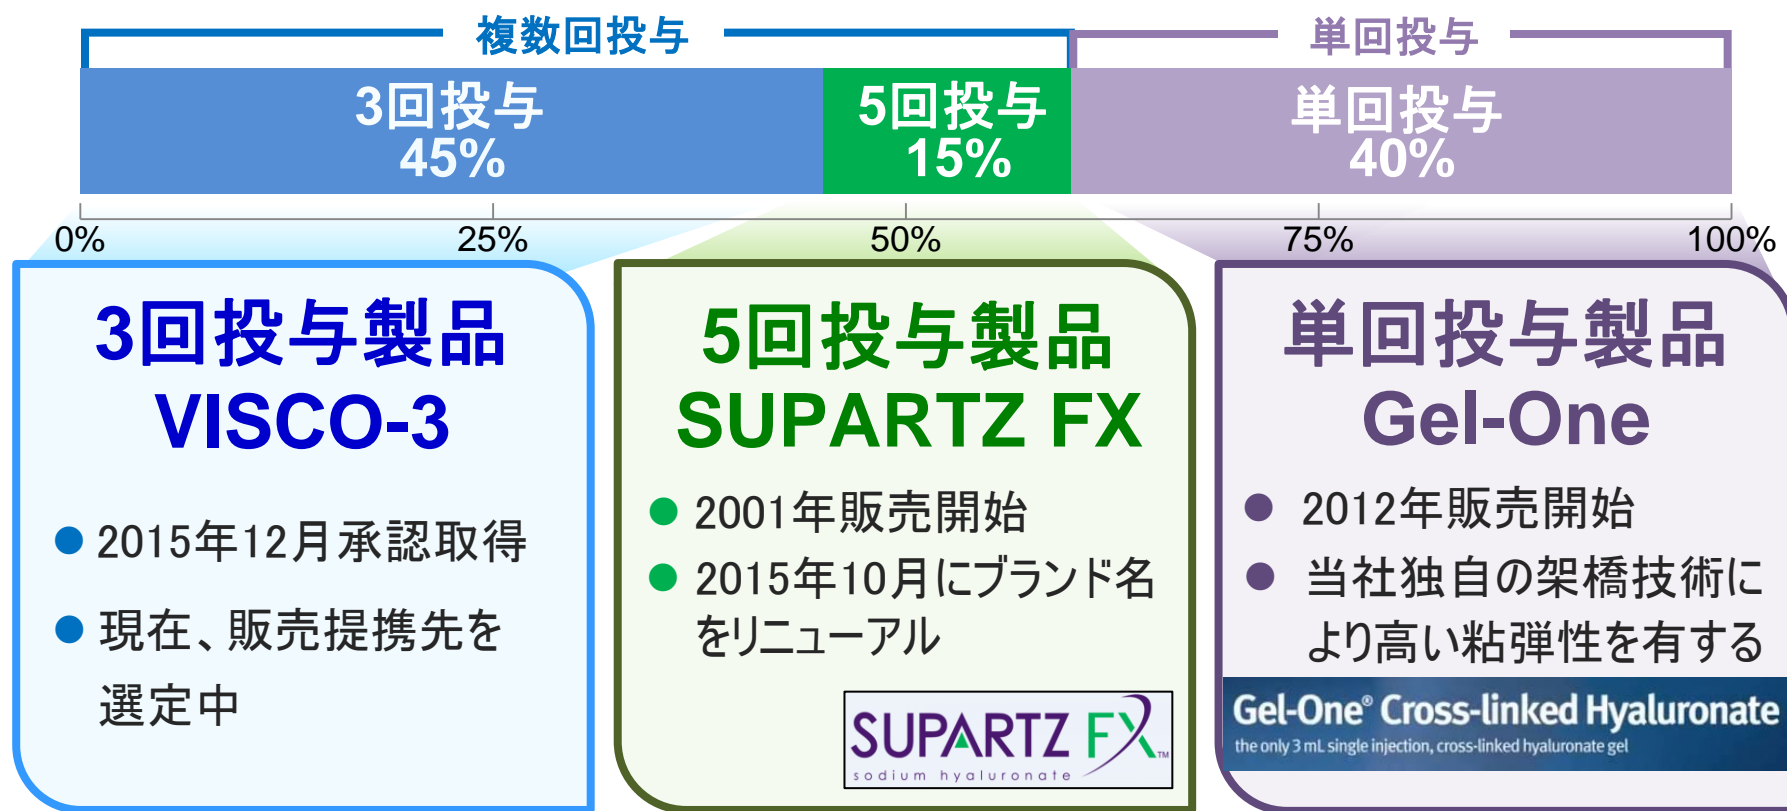 複数回投与
単回投与
3回投与
45%
5回投与
15%
単回投与
40%
0%
25%
50%
75%
100%
3回投与製品
VISCO-3
● 2015年12月承認取得
● 現在、販売提携先を
選定中
5回投与製品
SUPARTZ FX
● 2001年販売開始
● 2015年10月にブランド名
をリニューアル
SUPARTZ FX™
sodium hyaluronate
単回投与製品
Gel-One
● 2012年販売開始
● 当社独自の架橋技術に
より高い粘弾性を有する
Gel-One® Cross-linked Hyaluronate
the only 3 mL single injection, cross-linked hyaluronate gel